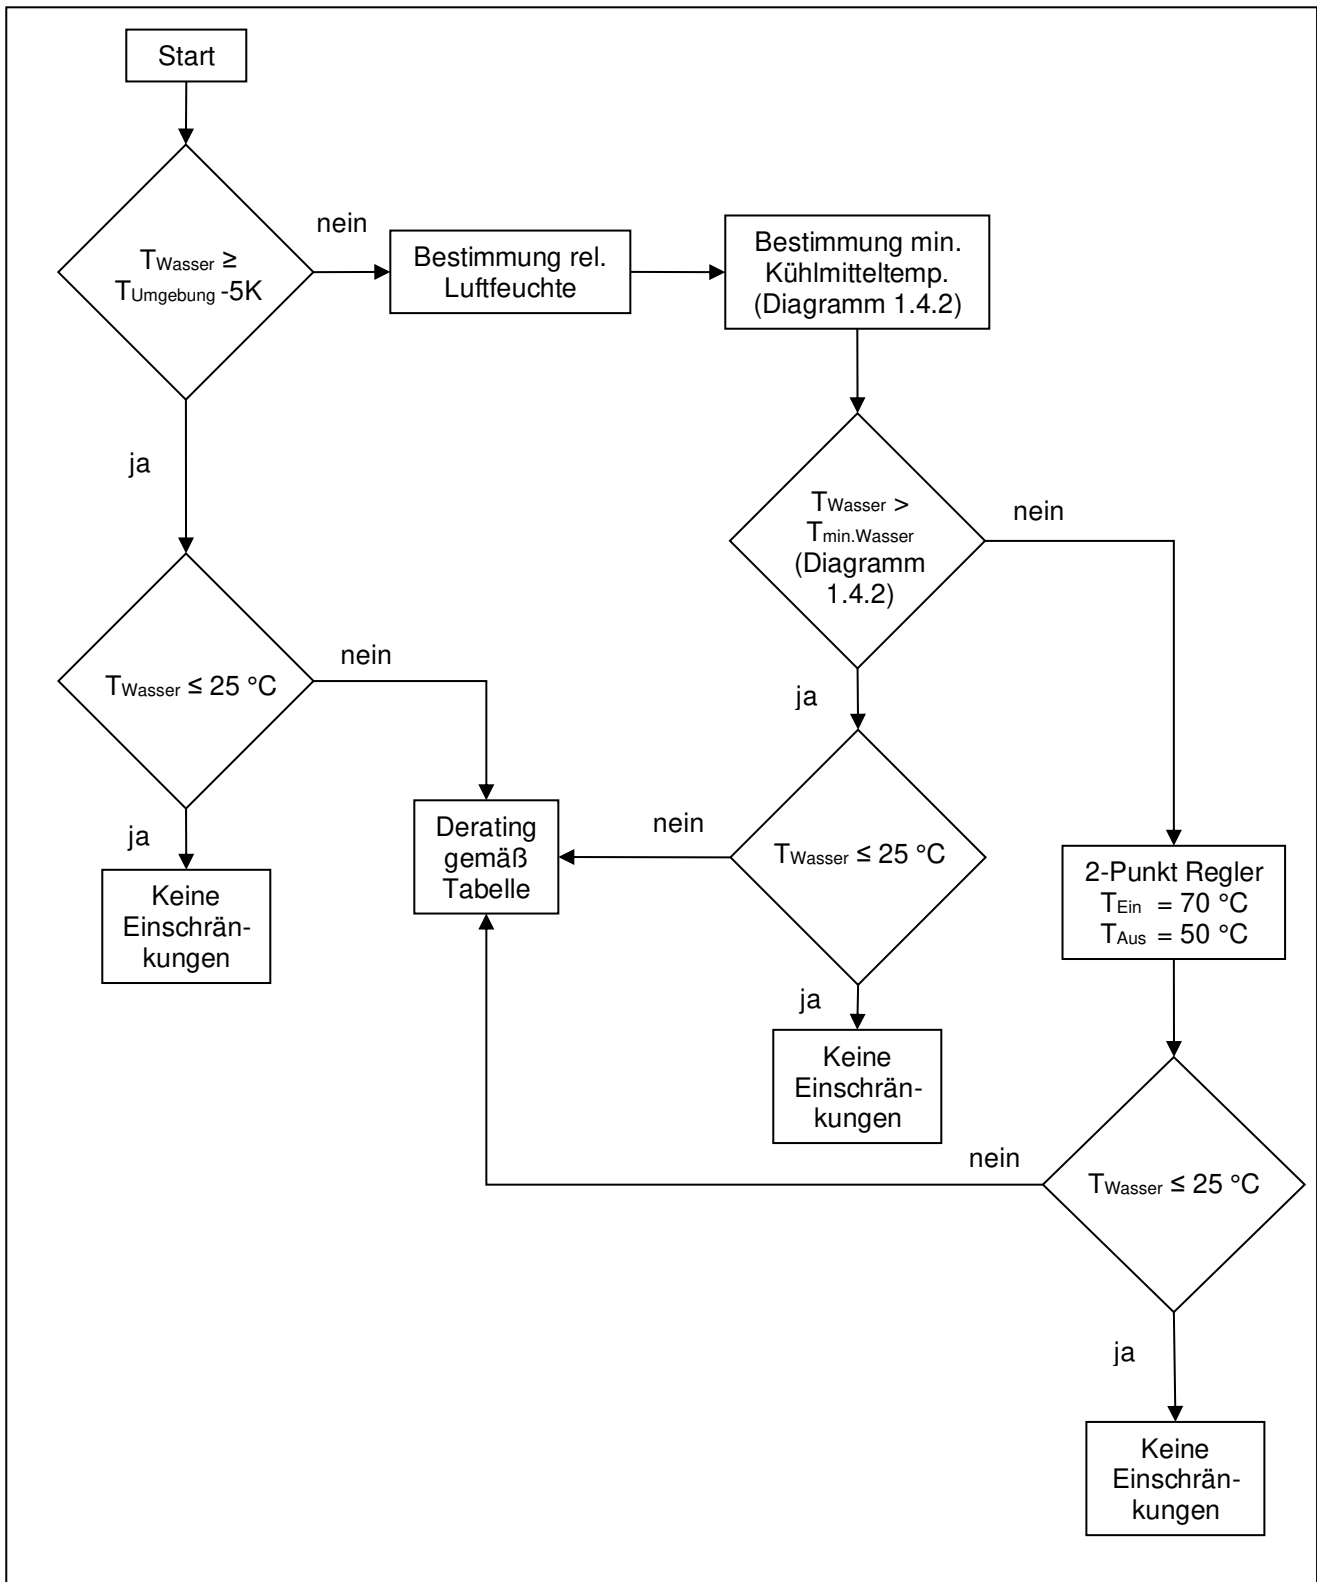 Start
TWasser ≥
TUmgebung -5K
nein
Bestimmung rel.
Luftfeuchte
Bestimmung min.
Kühlmitteltemp.
(Diagramm 1.4.2)
ja
TWasser >
Tmin.Wasser
(Diagramm
1.4.2)
nein
TWasser ≤ 25 °C
nein
ja
ja
Keine
Einschrän-
kungen
Derating
gemäß
Tabelle
nein
TWasser ≤ 25 °C
2-Punkt Regler
TEin = 70 °C
TAus = 50 °C
ja
Keine
Einschrän-
kungen
nein
TWasser ≤ 25 °C
ja
Keine
Einschrän-
kungen